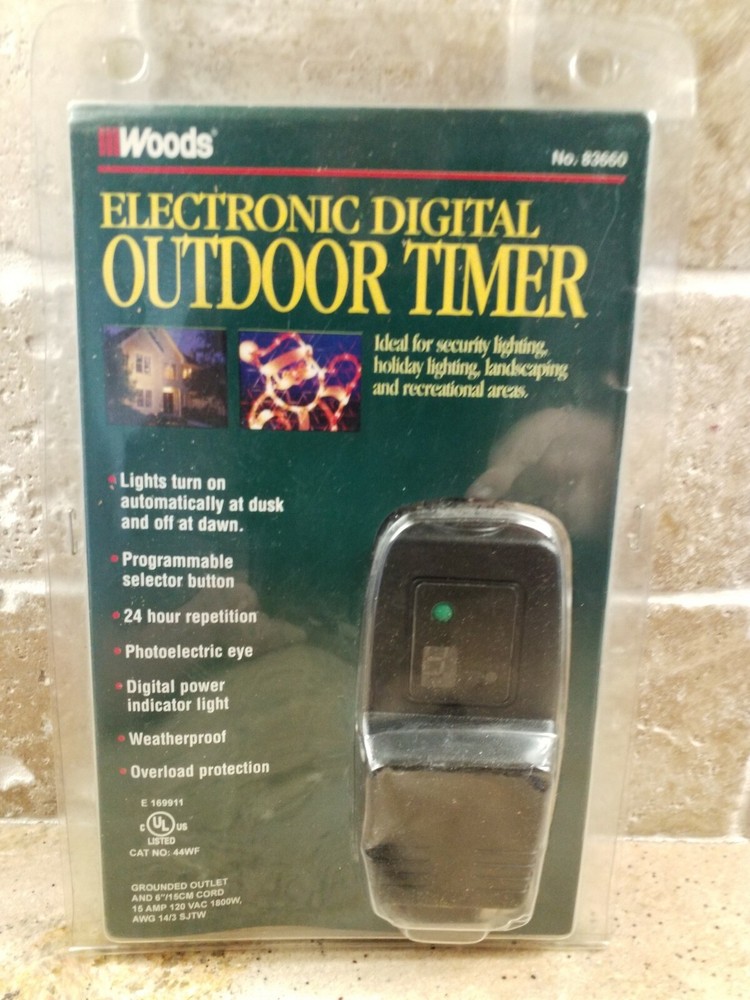 Woods®
No. 83660
ELECTRONIC DIGITAL
OUTDOOR TIMER
Ideal for security lighting,
holiday lighting, landscaping
and recreational areas.
• Lights turn on
automatically at dusk
and off at dawn.
• Programmable
selector button
• 24 hour repetition
• Photoelectric eye
• Digital power
indicator light
• Weatherproof
• Overload protection
E 169911
C UL US
LISTED
CAT NO: 44WF
GROUNDED OUTLET
AND 6"/15CM CORD
15 AMP 120 VAC 1800W,
AWG 14/3 SJTW